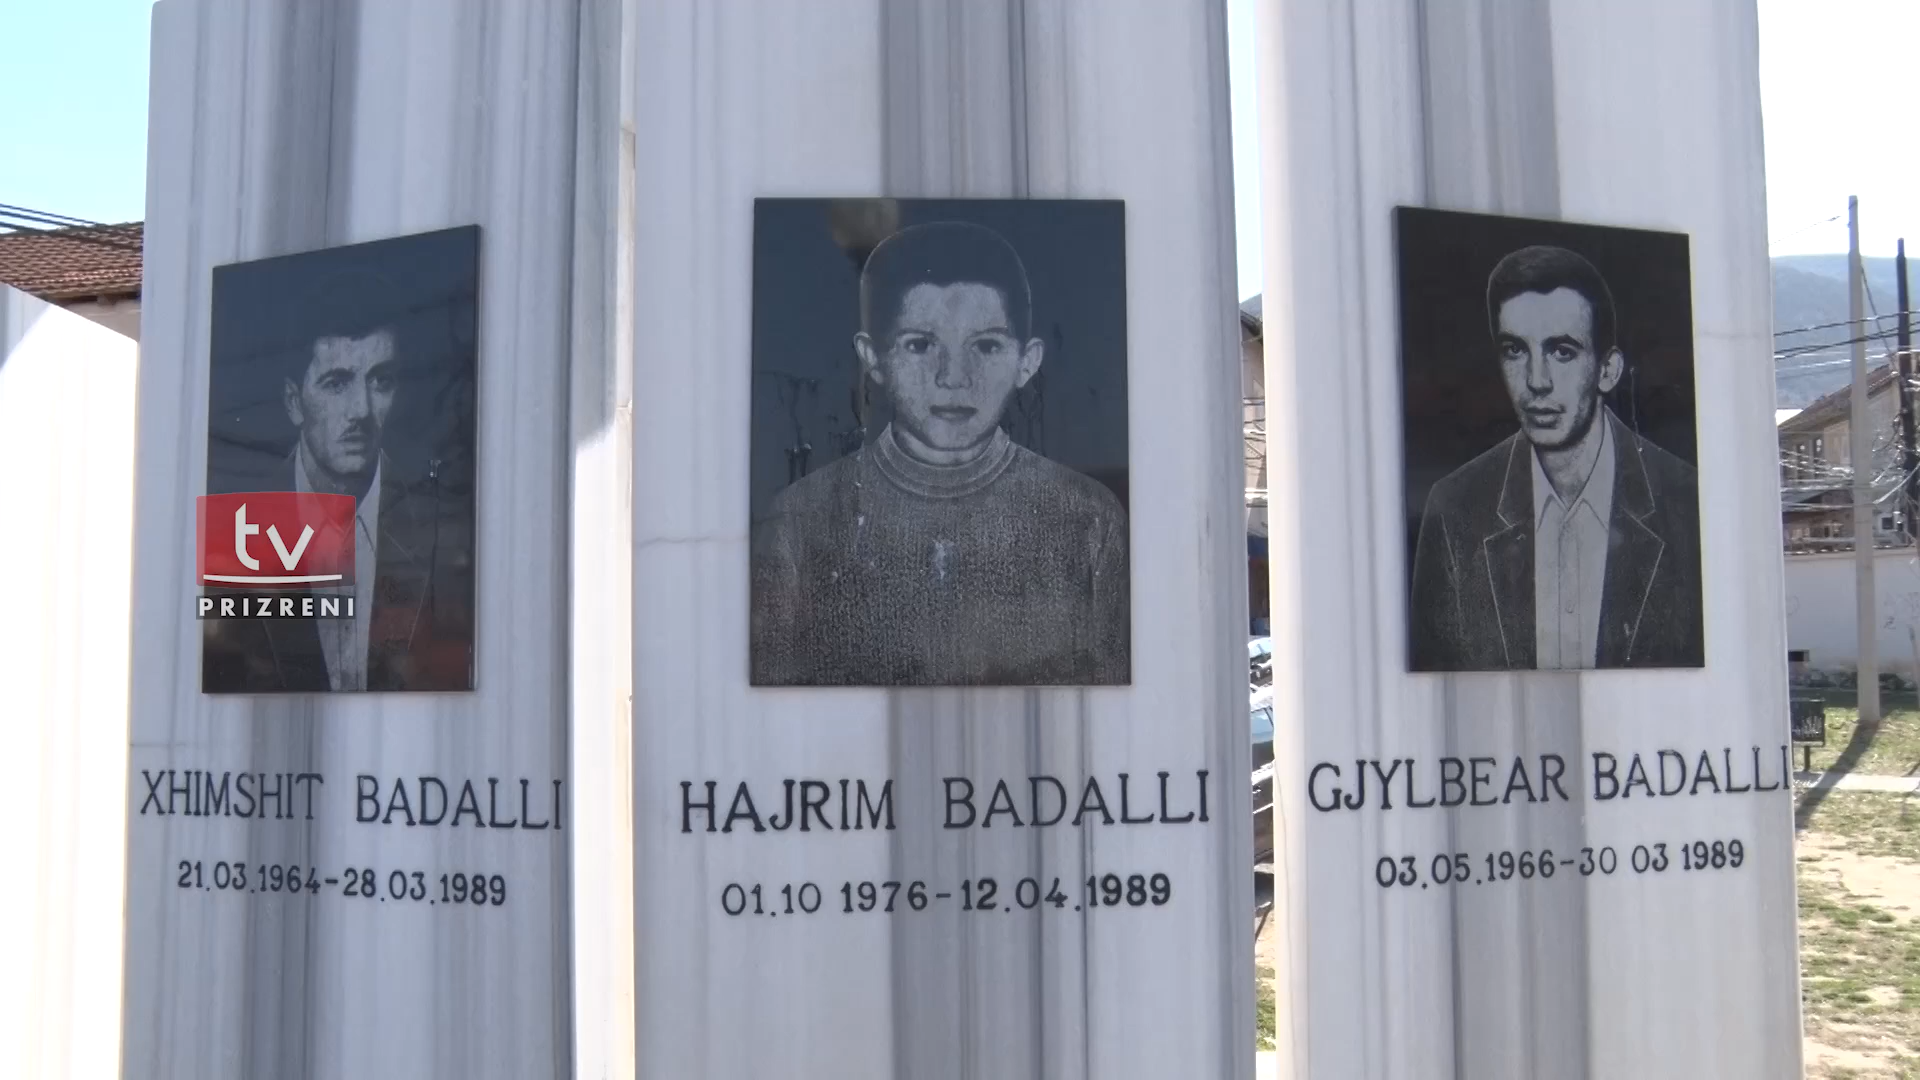 tv
PRIZRENI
XHIMSHIT BADALLI
21.03.1964-28.03.1989
HAJRIM BADALLI
01.10 1976-12.04.1989
GJYLBEAR BADALLI
03.05.1966-30 03 1989